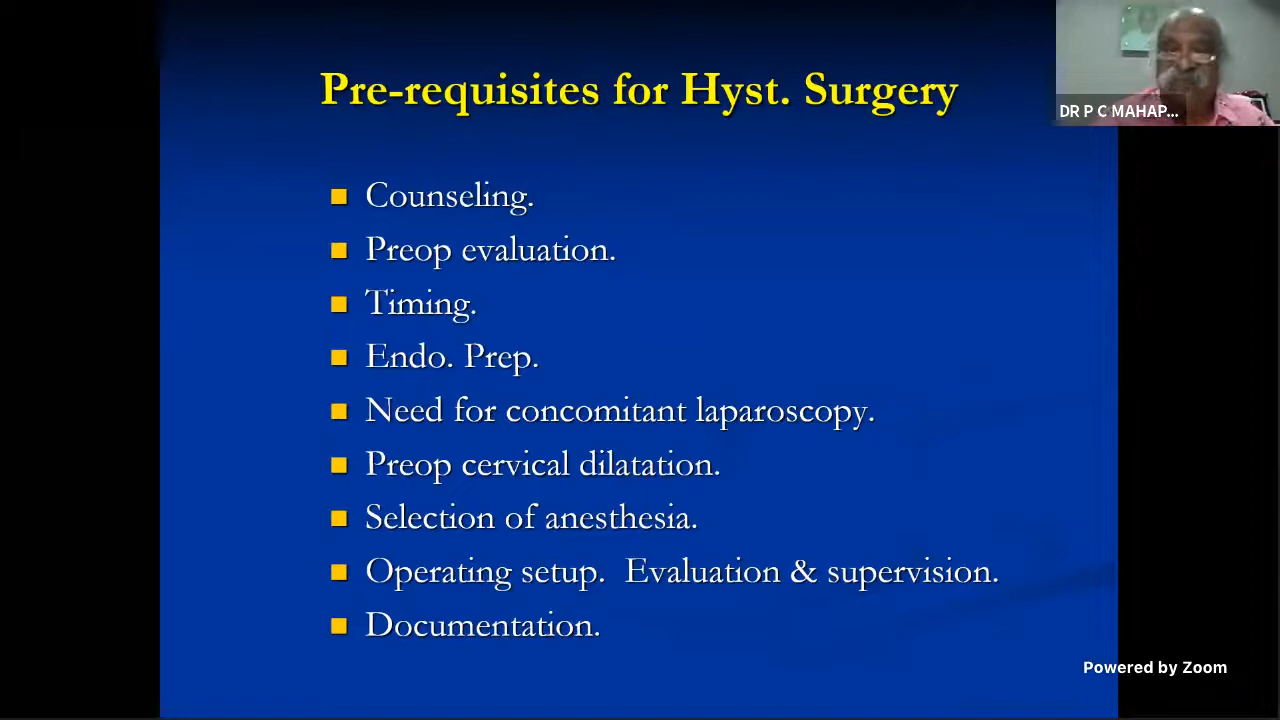 Pre-requisites for Hyst. Surgery
DR P C MAHAP...
Counseling.
Preop evaluation.
Timing.
Endo. Prep.
Need for concomitant laparoscopy.
Preop cervical dilatation.
Selection of anesthesia.
Operating setup. Evaluation & supervision.
Documentation.
Powered by Zoom